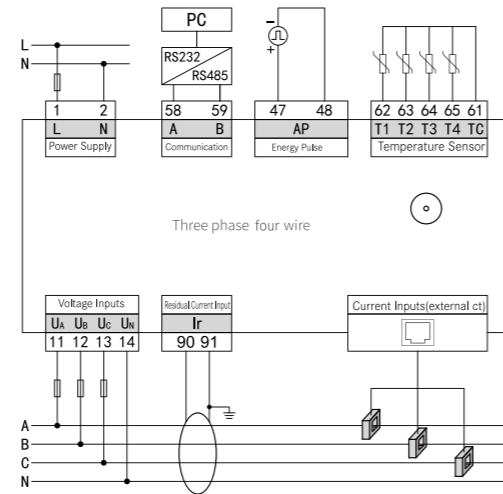 PC
L
N
RS232
RS485
−
+
1 2
58 59
47 48
62 63 64 65 61
L N
A B
AP
T1 T2 T3 T4 TC
Power Supply
Communication
Energy Pulse
Temperature Sensor
Three phase four wire
Voltage Inputs
Residual Current Input
Current Inputs(external ct)
UA UB UC UN
Ir
11 12 13 14
90 91
A
B
C
N